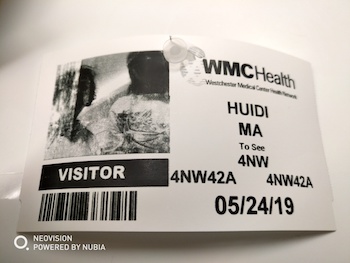 WMCHealth
Westchester Medical Center Health Network
HUIDI
MA
To See
4NW
VISITOR
4NW42A 4NW42A
05/24/19
NEOVISION
POWERED BY NUBIA